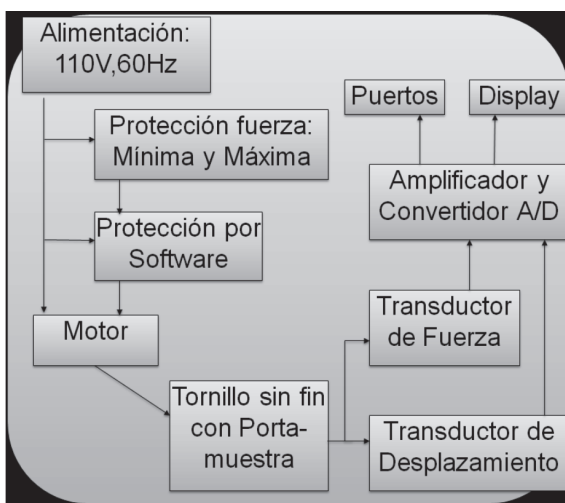 Alimentación:
110V,60Hz
Puertos
Display
Protección fuerza:
Mínima y Máxima
Amplificador y
Convertidor A/D
Protección por
Software
Transductor
de Fuerza
Motor
Tornillo sin fin
con Porta-
muestra
Transductor de
Desplazamiento